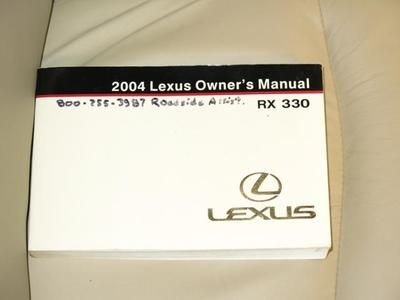 2004 Lexus Owner's Manual
800-255-3987 Roadside Assist.
RX 330
LEXUS